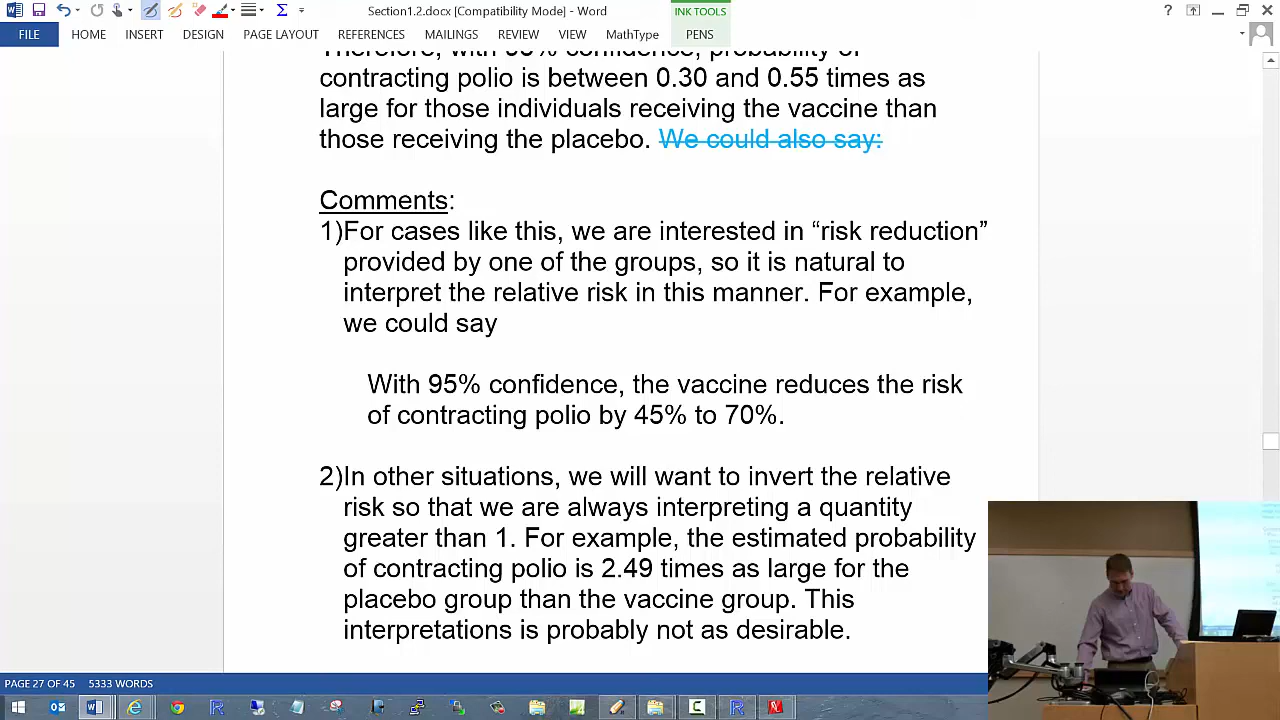 Section1.2.docx [Compatibility Mode] - Word
INK TOOLS
FILE HOME INSERT DESIGN PAGE LAYOUT REFERENCES MAILINGS REVIEW VIEW MathType PENS
Therefore, with 95% confidence, probability of
contracting polio is between 0.30 and 0.55 times as
large for those individuals receiving the vaccine than
those receiving the placebo. We could also say:
Comments:
1)For cases like this, we are interested in “risk reduction”
provided by one of the groups, so it is natural to
interpret the relative risk in this manner. For example,
we could say
With 95% confidence, the vaccine reduces the risk
of contracting polio by 45% to 70%.
2)In other situations, we will want to invert the relative
risk so that we are always interpreting a quantity
greater than 1. For example, the estimated probability
of contracting polio is 2.49 times as large for the
placebo group than the vaccine group. This
interpretations is probably not as desirable.
PAGE 27 OF 45 5333 WORDS